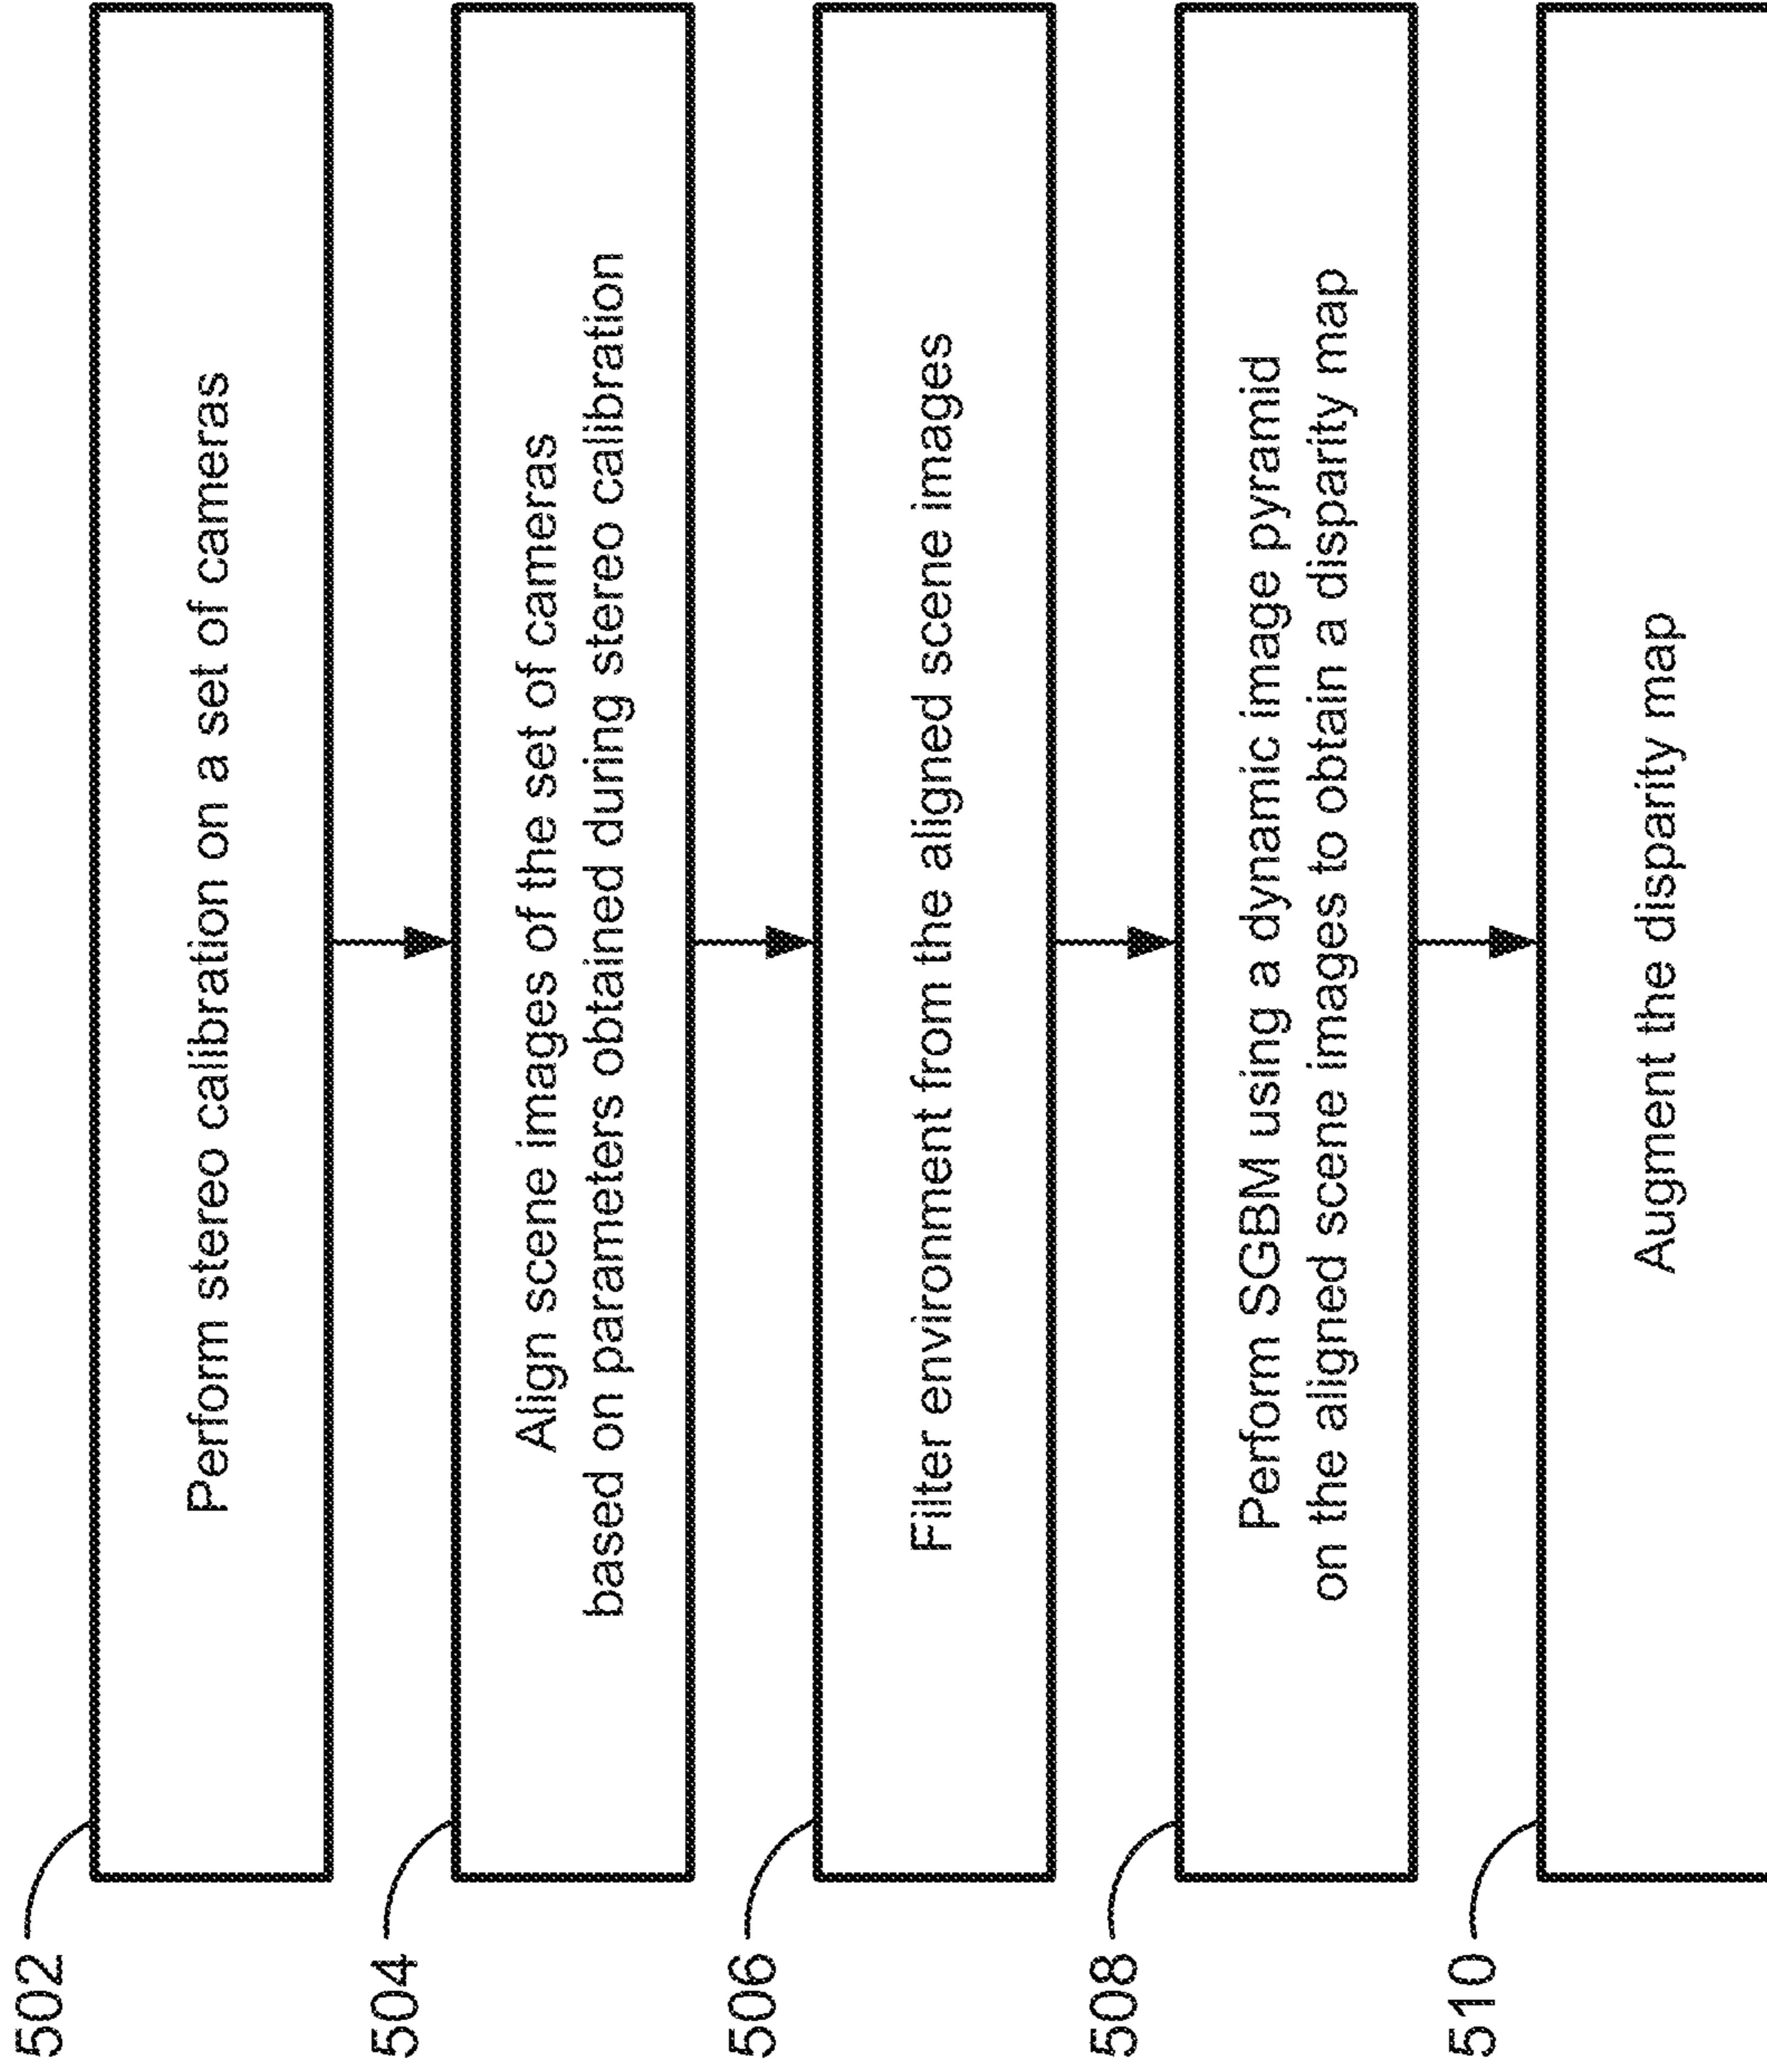 502
Perform stereo calibration on a set of cameras
504
Align scene images of the set of cameras
based on parameters obtained during stereo calibration
506
Filter environment from the aligned scene images
508
Perform SGBM using a dynamic image pyramid
on the aligned scene images to obtain a disparity map
510
Augment the disparity map